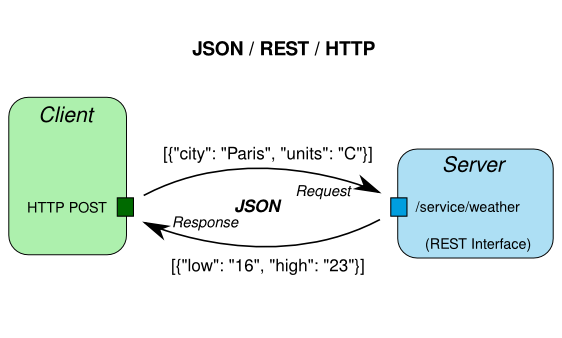 JSON / REST / HTTP
Client
[{"city": "Paris", "units": "C"}]
Server
Request
HTTP POST
JSON
/service/weather
Response
(REST Interface)
[{"low": "16", "high": "23"}]